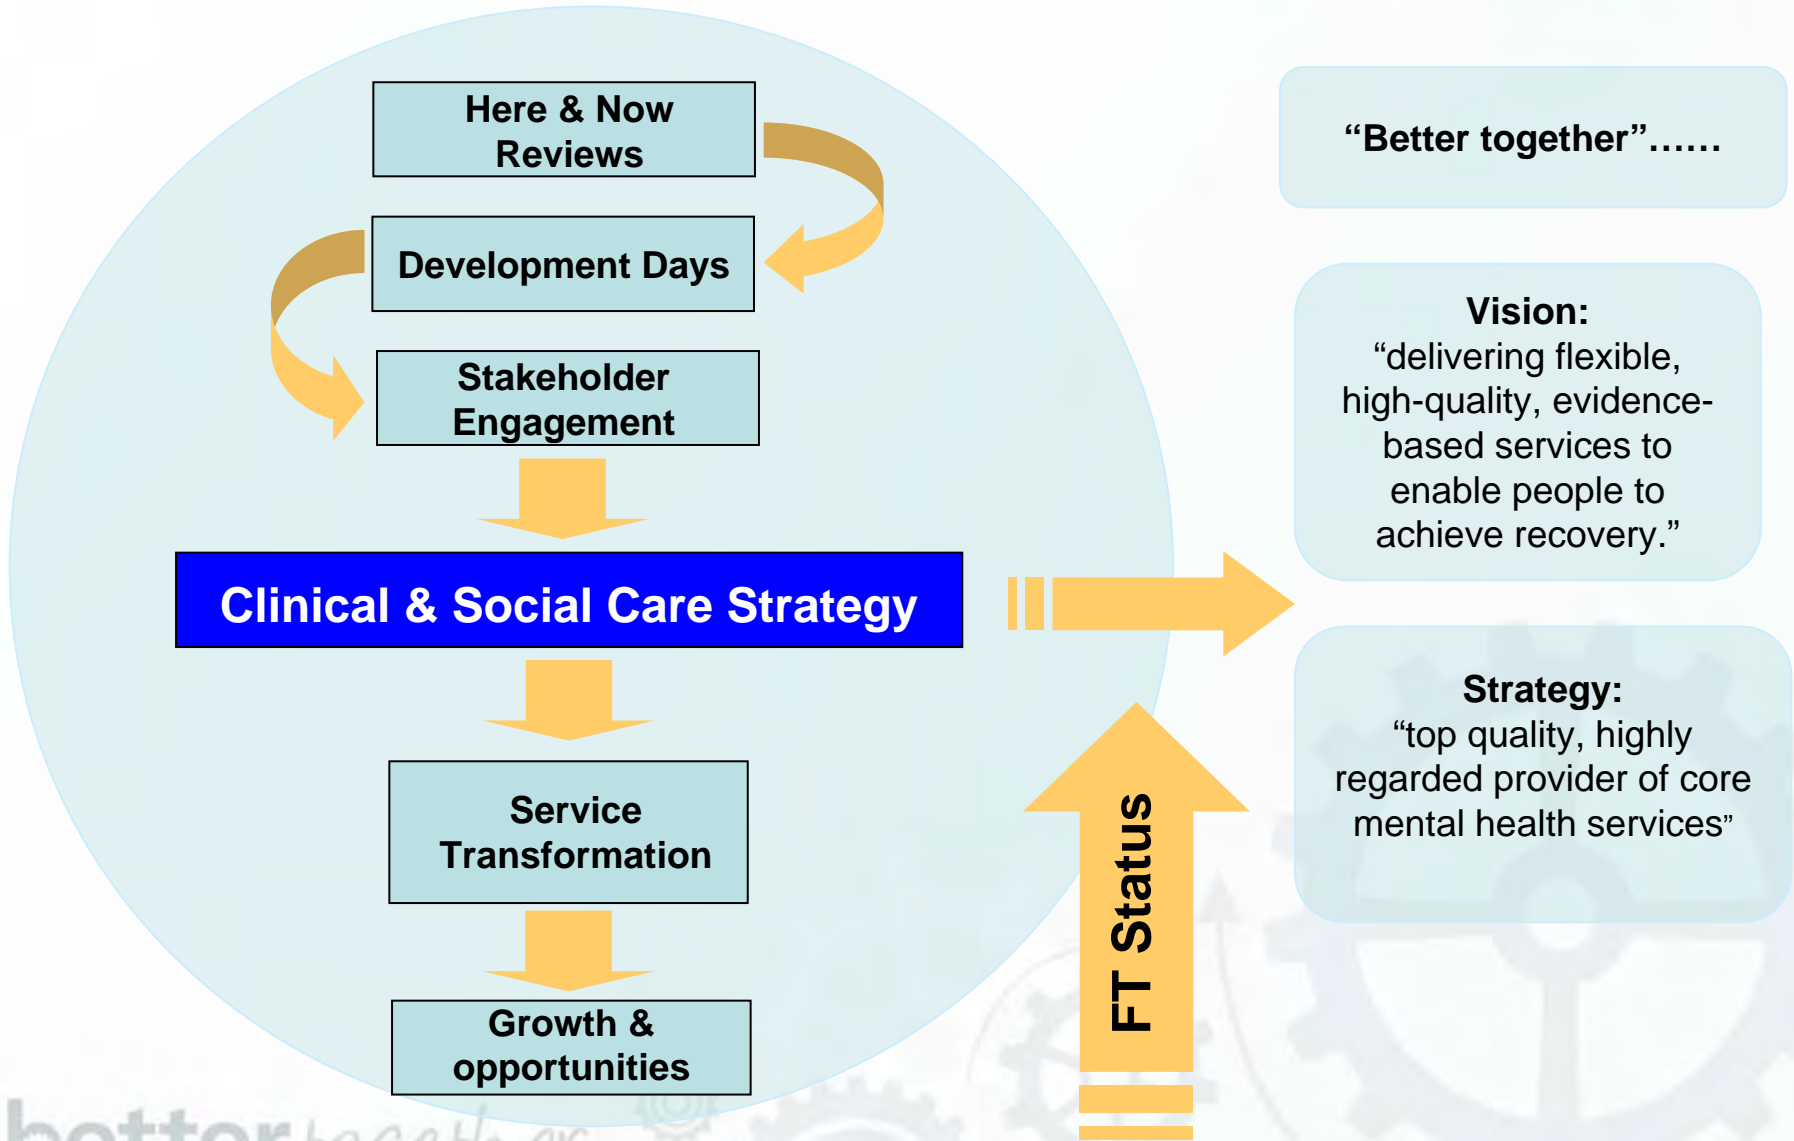 Here & Now
Reviews
Development Days
Stakeholder
Engagement
Clinical & Social Care Strategy
Service
Transformation
Growth &
opportunities
FT Status
“Better together”......
Vision:
“delivering flexible,
high-quality, evidence-
based services to
enable people to
achieve recovery.”
Strategy:
“top quality, highly
regarded provider of core
mental health services”
better together